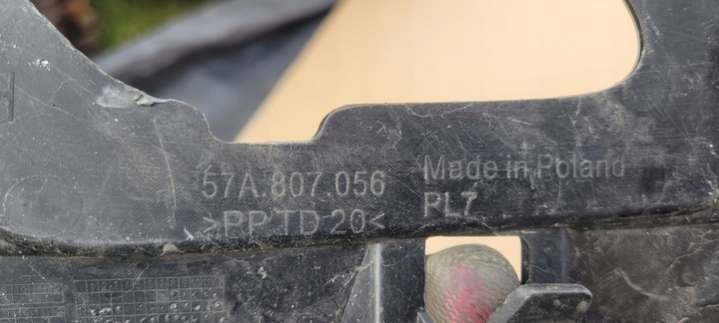 57A.807.056
>PP TD 20<
Made in Poland
PL7